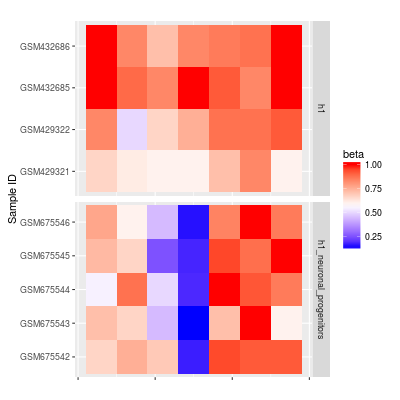 GSM432686
GSM432685
GSM429322
GSM429321
h1
GSM675546
GSM675545
GSM675544
GSM675543
GSM675542
h1_neuronal_progenitors
Sample ID
beta
1.00
0.75
0.50
0.25